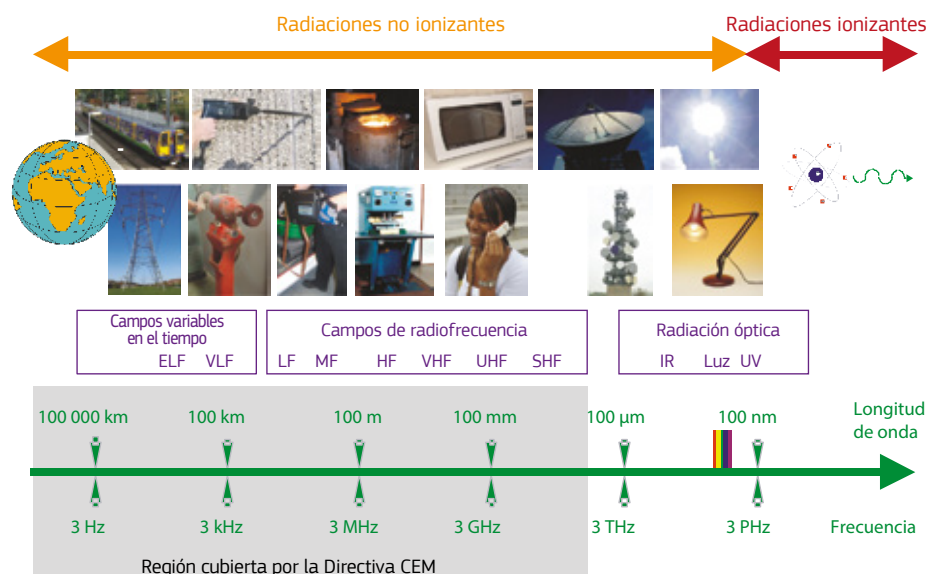 Radiaciones no ionizantes
Radiaciones ionizantes
Campos variables
en el tiempo
ELF VLF
Campos de radiofrecuencia
LF MF HF VHF UHF SHF
Radiación óptica
IR Luz UV
100 000 km 100 km 100 m 100 mm 100 µm 100 nm
Longitud
de onda
3 Hz 3 kHz 3 MHz 3 GHz 3 THz 3 PHz
Frecuencia
Región cubierta por la Directiva CEM